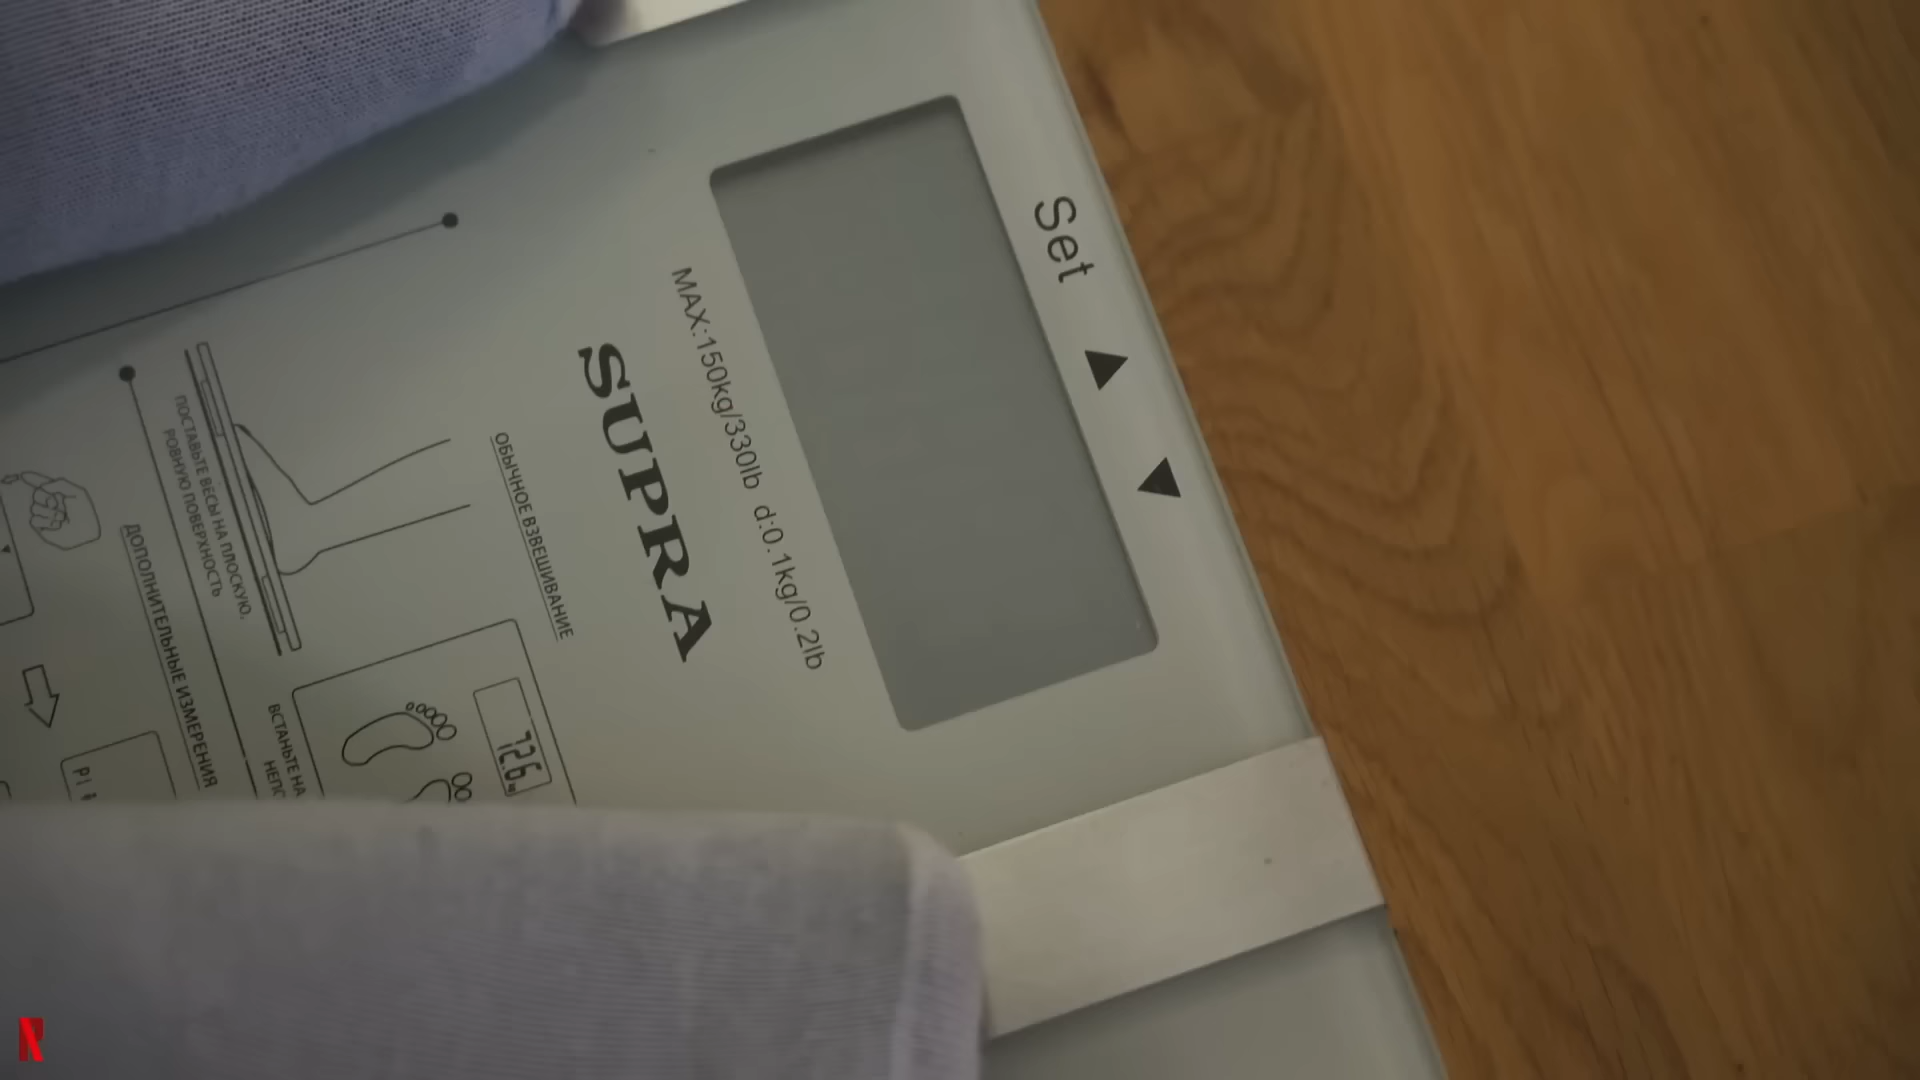 Set ▲ ▼
MAX:150kg/330lb d:0.1kg/0.2lb
SUPRA
ОБЫЧНОЕ ВЗВЕШИВАНИЕ
72.6
ПОСТАВЬТЕ ВЕСЫ НА ПЛОСКУЮ,
РОВНУЮ ПОВЕРХНОСТЬ
ВСТАНЬТЕ НА
ДОПОЛНИТЕЛЬНЫЕ ИЗМЕРЕНИЯ
N